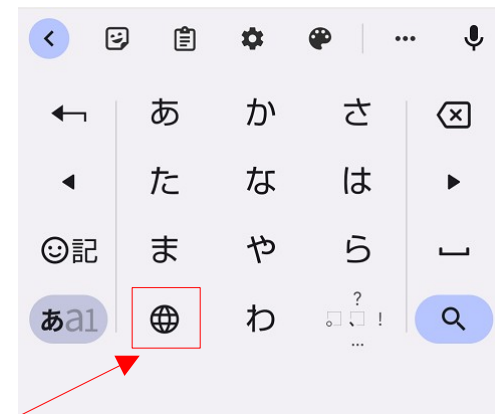 あ か さ
た な は
記 ま や ら
あa1 わ 。、?!…